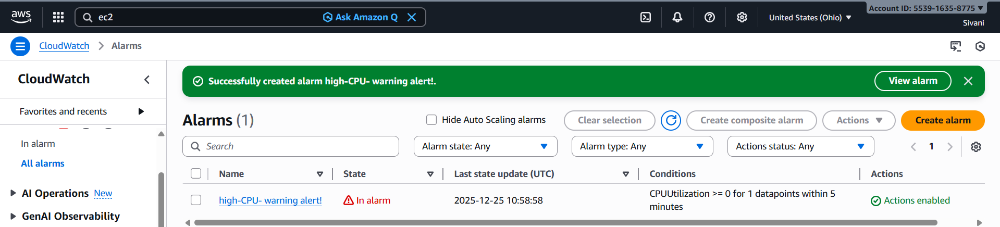 aws
ec2
Ask Amazon Q
Account ID: 5539-1635-8775
United States (Ohio)
Sivani
CloudWatch
Alarms
CloudWatch
Favorites and recents
In alarm
All alarms
AI Operations New
GenAI Observability
Successfully created alarm high-CPU- warning alert!.
View alarm
Alarms (1)
Hide Auto Scaling alarms
Clear selection
Create composite alarm
Actions
Create alarm
Search
Alarm state: Any
Alarm type: Any
Actions status: Any
1
Name
State
Last state update (UTC)
Conditions
Actions
high-CPU- warning alert!
In alarm
2025-12-25 10:58:58
CPUUtilization >= 0 for 1 datapoints within 5
minutes
Actions enabled